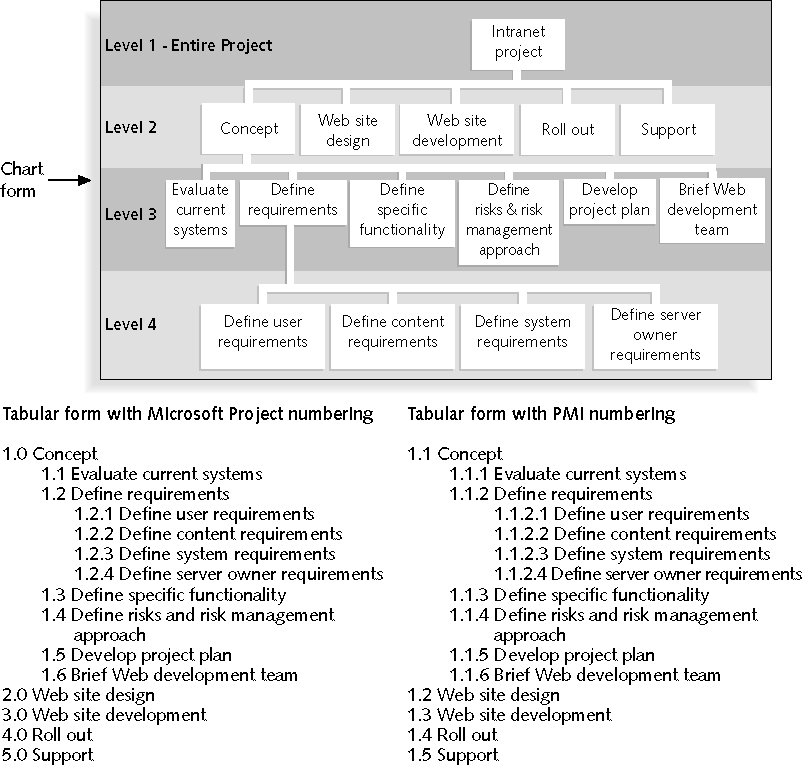 Level 1 - Entire Project
Intranet
project
Level 2
Concept
Web site
design
Web site
development
Roll out
Support
Chart
form
Level 3
Evaluate
current
systems
Define
requirements
Define
specific
functionality
Define
risks & risk
management
approach
Develop
project plan
Brief Web
development
team
Level 4
Define user
requirements
Define content
requirements
Define system
requirements
Define server
owner
requirements
Tabular form with Microsoft Project numbering
1.0 Concept
1.1 Evaluate current systems
1.2 Define requirements
1.2.1 Define user requirements
1.2.2 Define content requirements
1.2.3 Define system requirements
1.2.4 Define server owner requirements
1.3 Define specific functionality
1.4 Define risks and risk management
approach
1.5 Develop project plan
1.6 Brief Web development team
2.0 Web site design
3.0 Web site development
4.0 Roll out
5.0 Support
Tabular form with PMI numbering
1.1 Concept
1.1.1 Evaluate current systems
1.1.2 Define requirements
1.1.2.1 Define user requirements
1.1.2.2 Define content requirements
1.1.2.3 Define system requirements
1.1.2.4 Define server owner requirements
1.1.3 Define specific functionality
1.1.4 Define risks and risk management
approach
1.1.5 Develop project plan
1.1.6 Brief Web development team
1.2 Web site design
1.3 Web site development
1.4 Roll out
1.5 Support